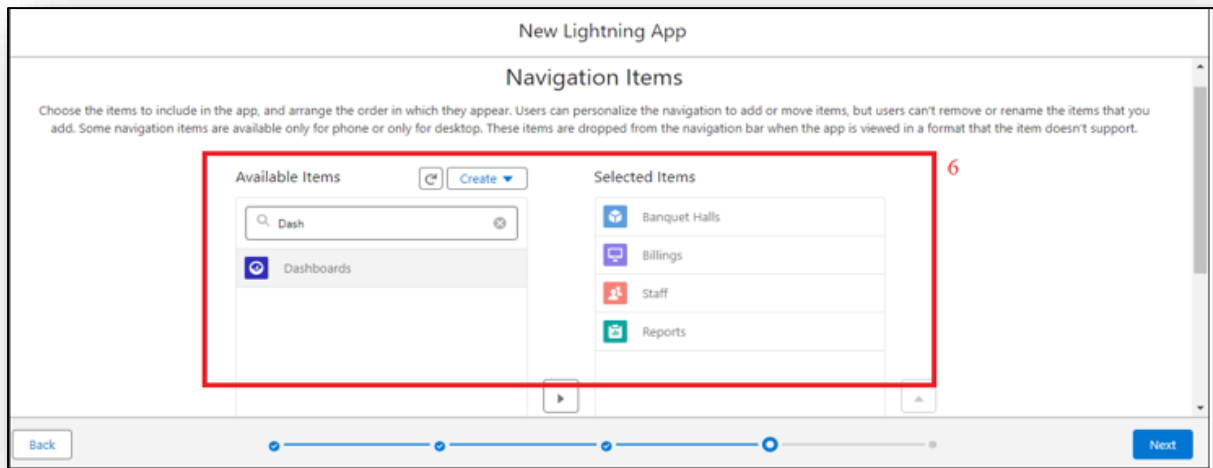 New Lightning App
Navigation Items
Choose the items to include in the app, and arrange the order in which they appear. Users can personalize the navigation to add or move items, but users can't remove or rename the items that you
add. Some navigation items are available only for phone or only for desktop. These items are dropped from the navigation bar when the app is viewed in a format that the item doesn't support.
6
Available Items Create Selected Items
Dash Banquet Halls
Dashboards Billings
Staff
Reports
Back Next